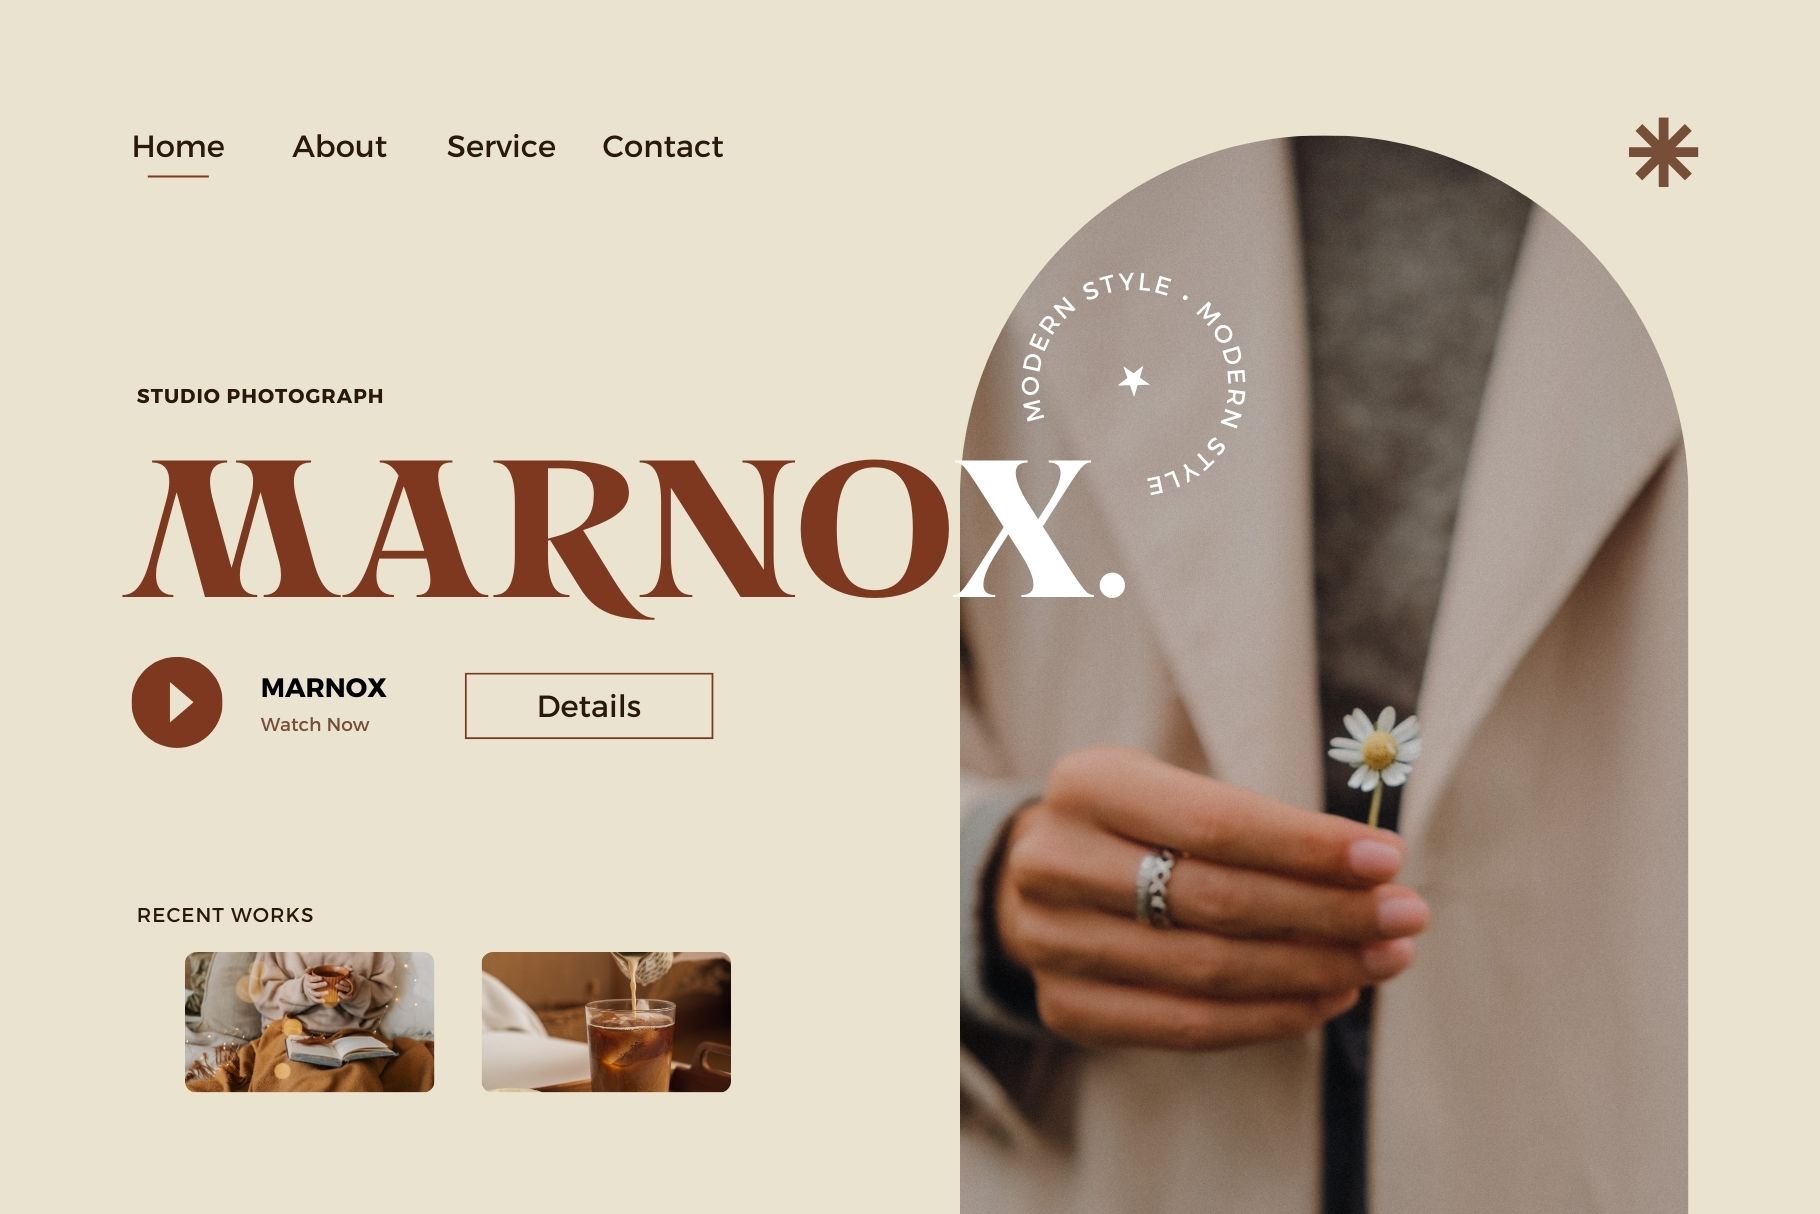 Home About Service Contact
MODERN STYLE • MODERN STYLE
STUDIO PHOTOGRAPH
MARNOX.
MARNOX
Watch Now
Details
RECENT WORKS